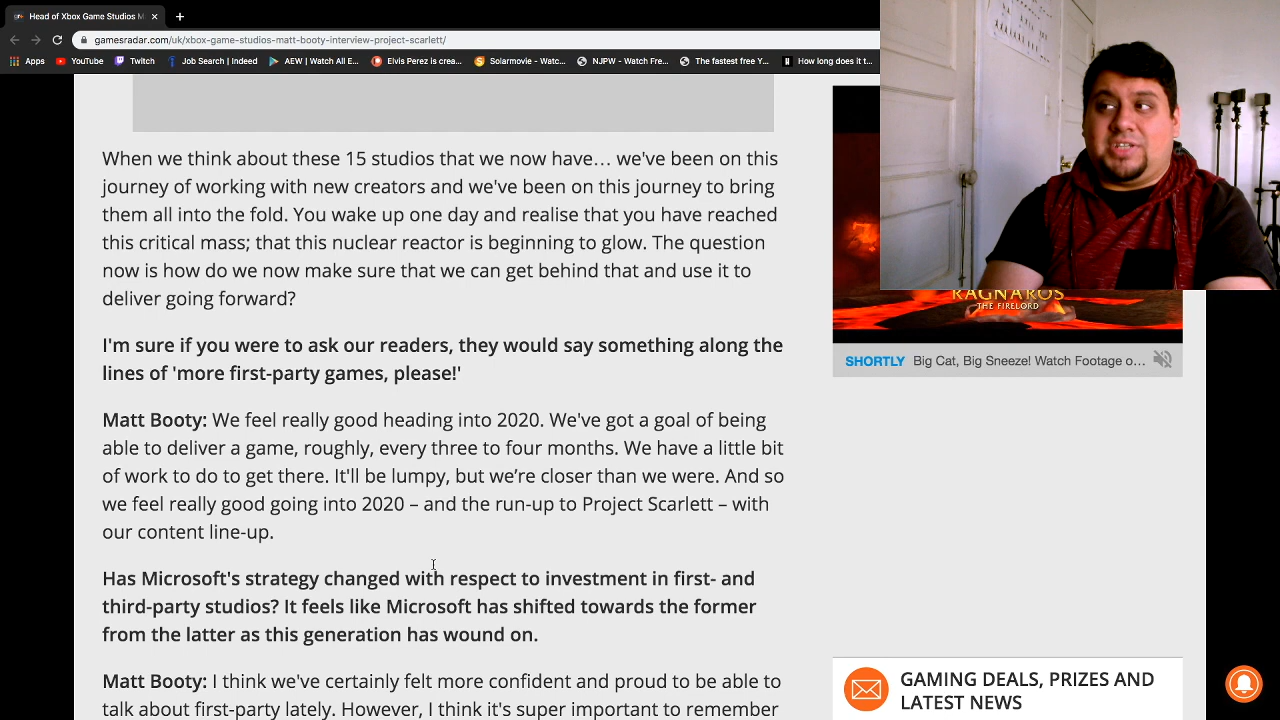 Head of Xbox Game Studios M
gamesradar.com/uk/xbox-game-studios-matt-booty-interview-project-scarlett/
Apps YouTube Twitch Job Search | Indeed AEW | Watch All E... Elvis Perez is crea... Solarmovie - Watc... NJPW - Watch Fre... The fastest free Y... How long does it t...
When we think about these 15 studios that we now have… we've been on this
journey of working with new creators and we've been on this journey to bring
them all into the fold. You wake up one day and realise that you have reached
this critical mass; that this nuclear reactor is beginning to glow. The question
now is how do we now make sure that we can get behind that and use it to
deliver going forward?
I'm sure if you were to ask our readers, they would say something along the
lines of 'more first-party games, please!'
Matt Booty: We feel really good heading into 2020. We've got a goal of being
able to deliver a game, roughly, every three to four months. We have a little bit
of work to do to get there. It'll be lumpy, but we’re closer than we were. And so
we feel really good going into 2020 – and the run-up to Project Scarlett – with
our content line-up.
Has Microsoft's strategy changed with respect to investment in first- and
third-party studios? It feels like Microsoft has shifted towards the former
from the latter as this generation has wound on.
Matt Booty: I think we've certainly felt more confident and proud to be able to
talk about first-party lately. However, I think it's super important to remember
RAGNAROS
THE FIRELORD
SHORTLY Big Cat, Big Sneeze! Watch Footage o...
GAMING DEALS, PRIZES AND
LATEST NEWS